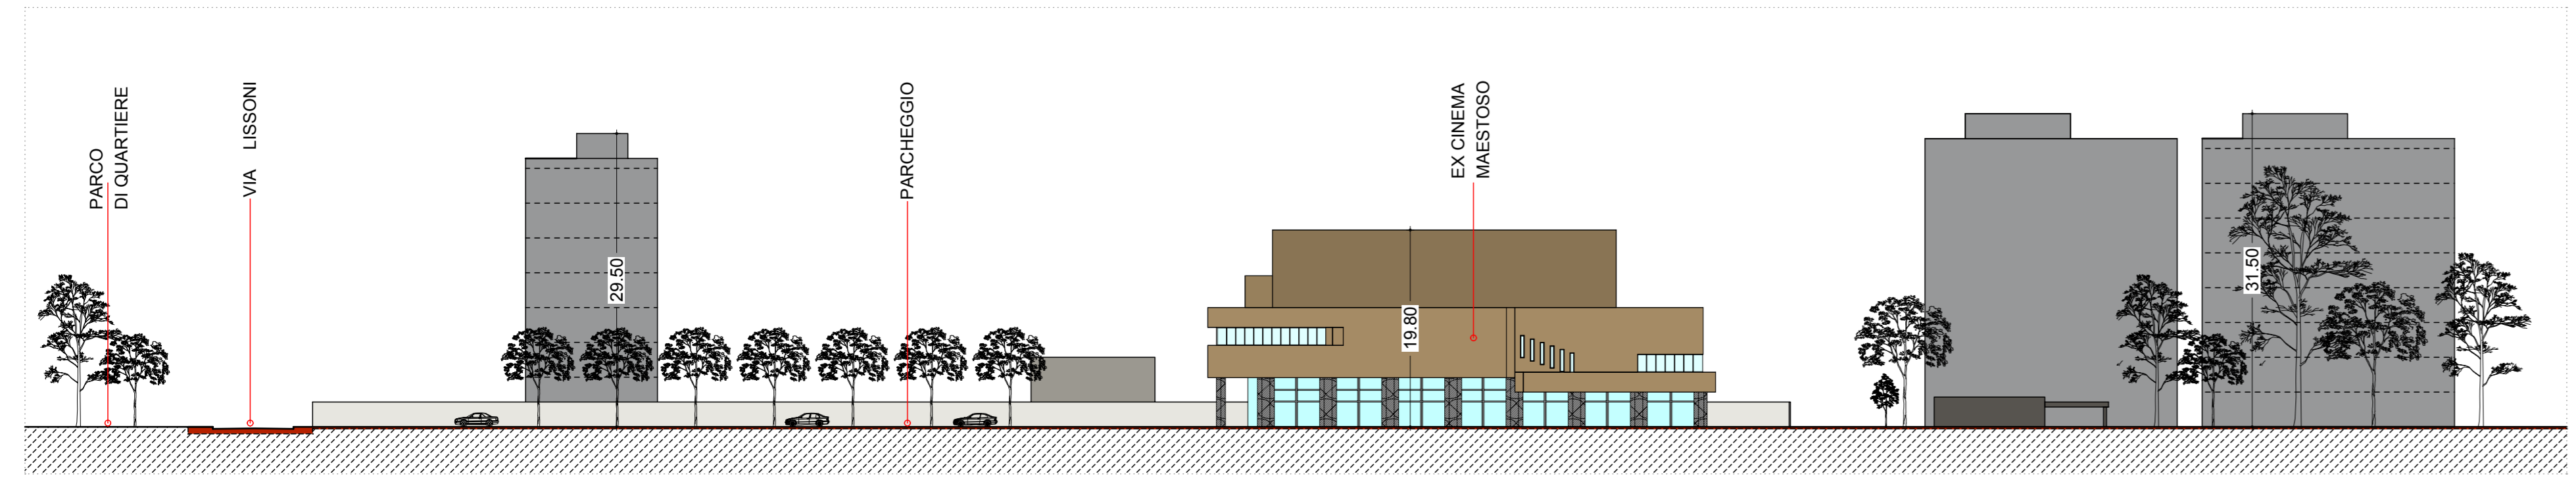 PARCO
DI QUARTIERE
VIA LISSONI
29.50
PARCHEGGIO
19.80
EX CINEMA
MAESTOSO
31.50